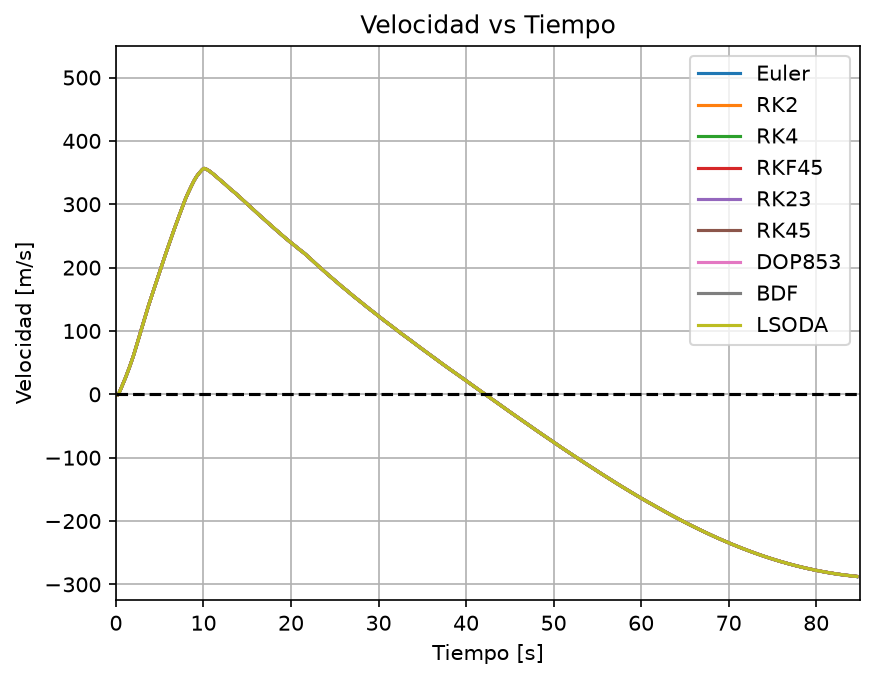 Velocidad vs Tiempo
500
400
300
200
100
0
−100
−200
−300
Velocidad [m/s]
Euler
RK2
RK4
RKF45
RK23
RK45
DOP853
BDF
LSODA
0 10 20 30 40 50 60 70 80
Tiempo [s]